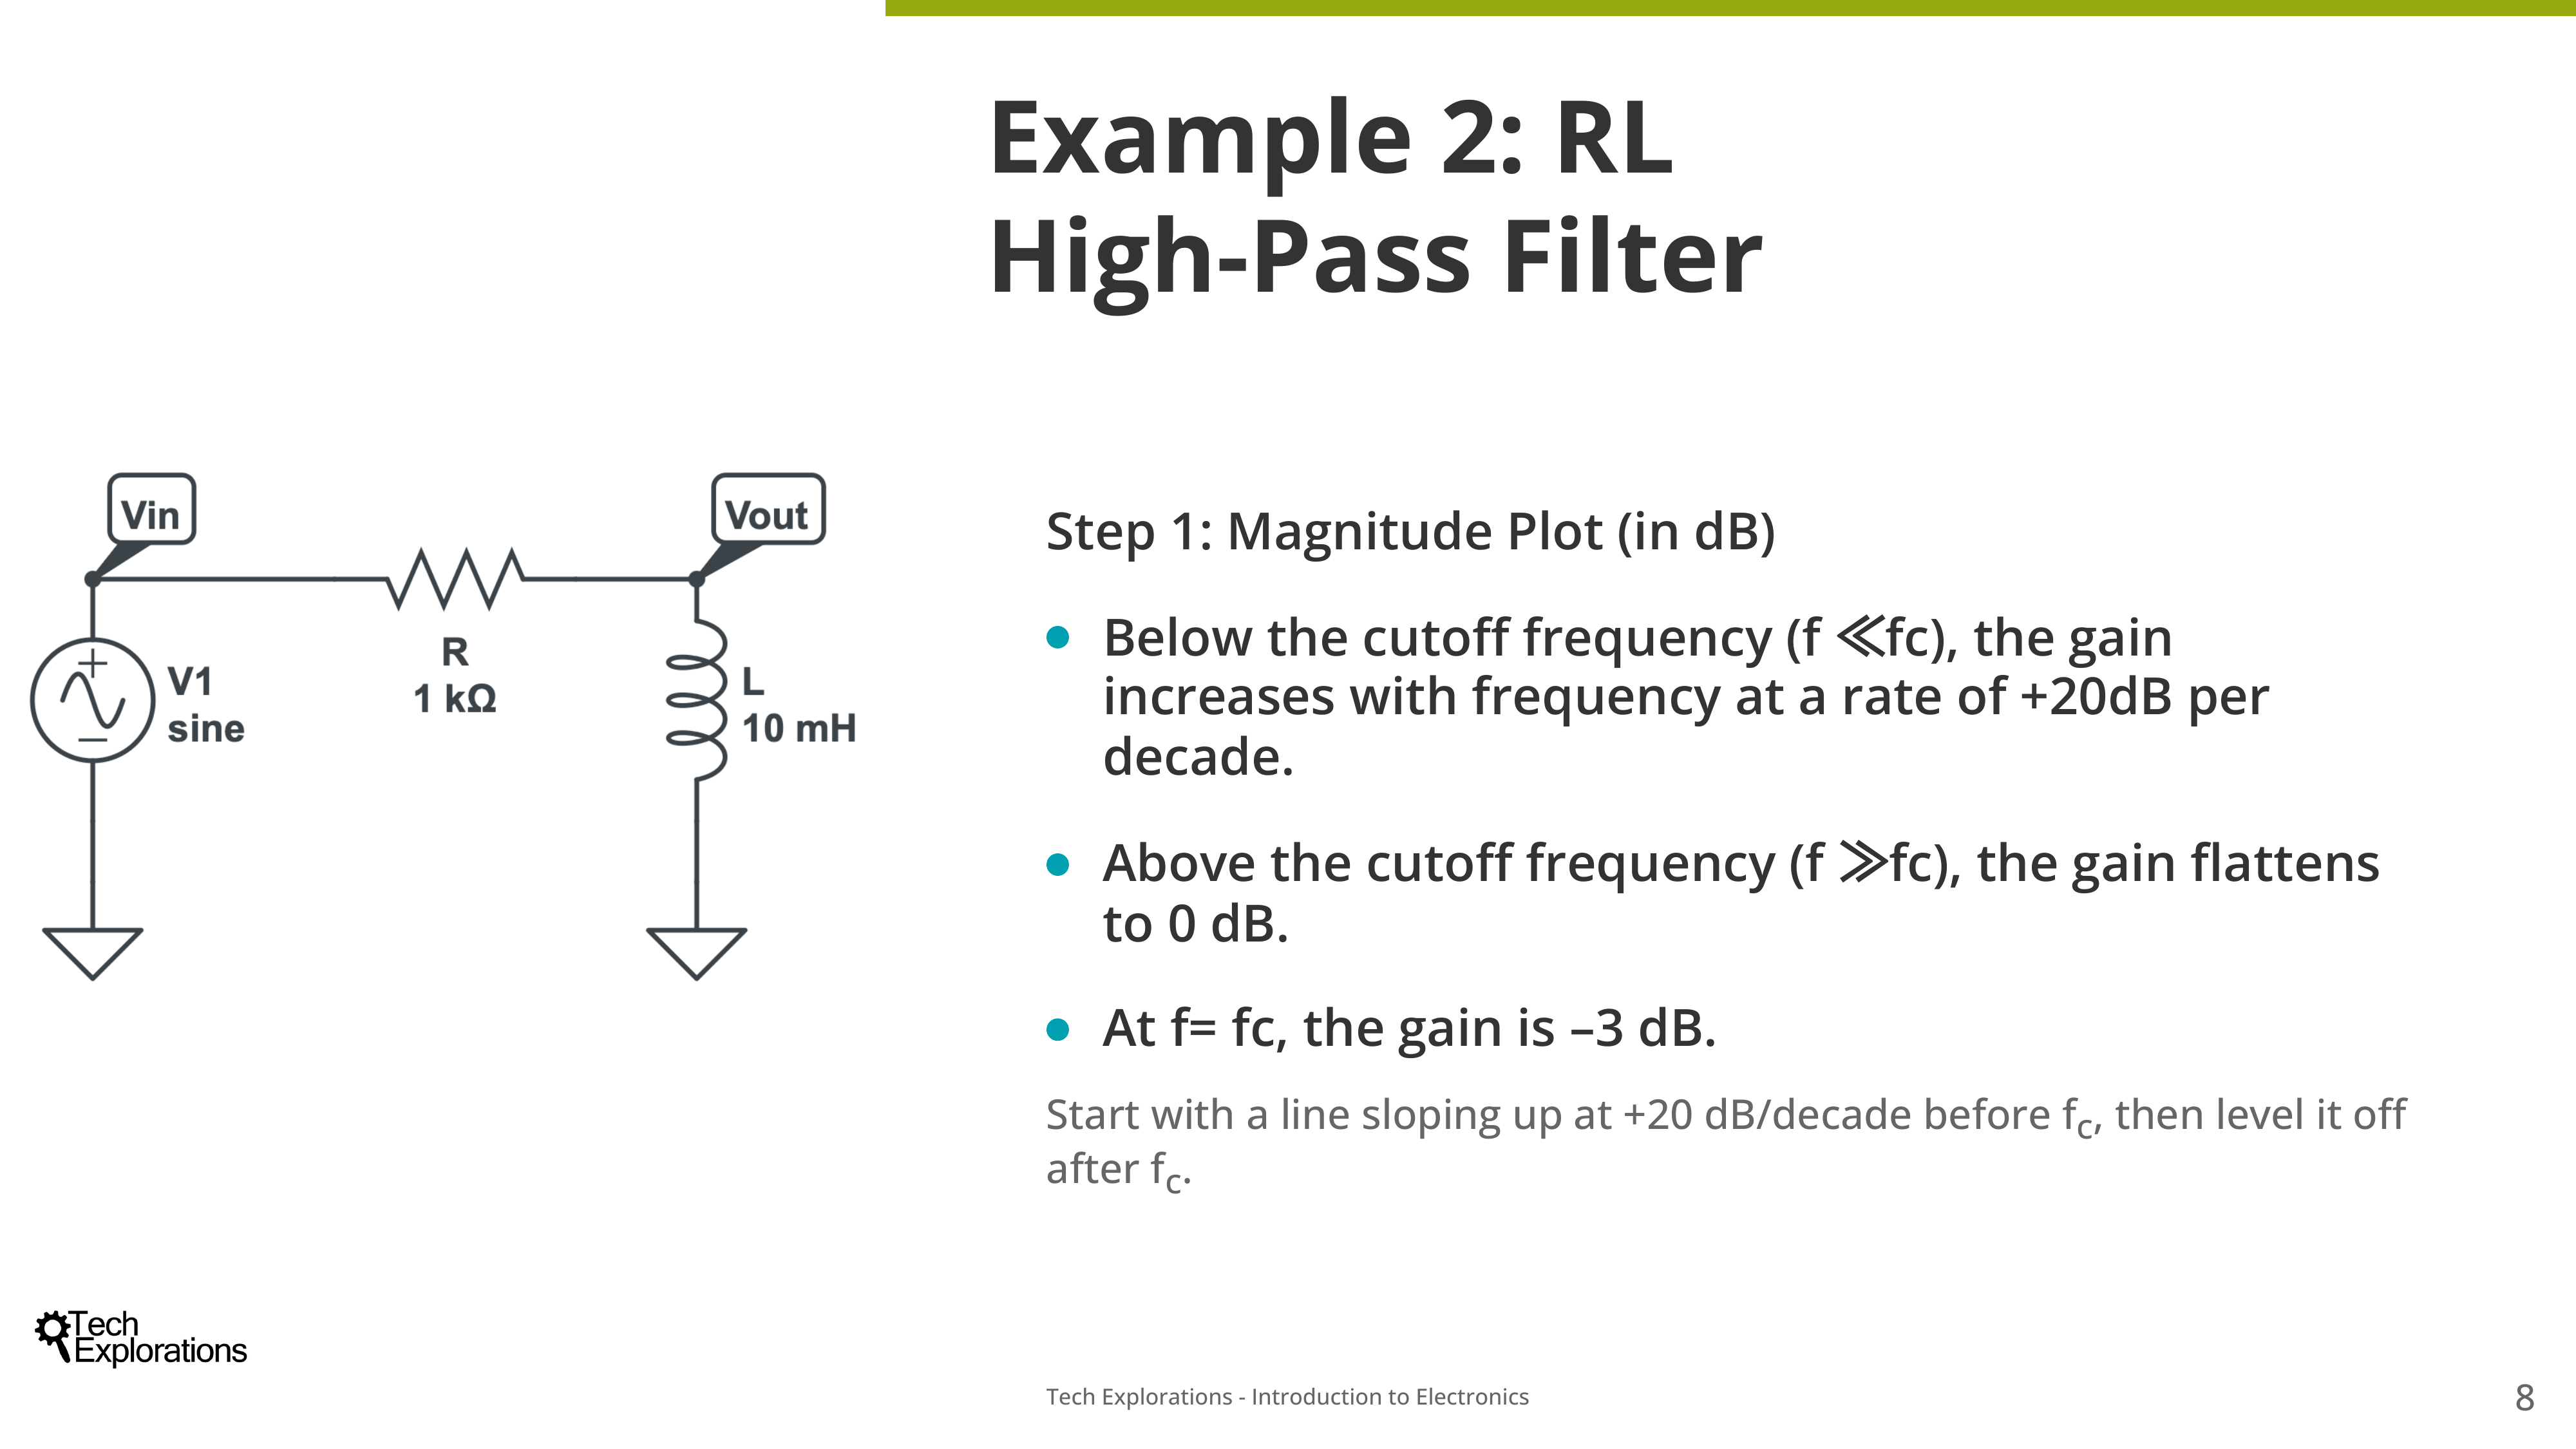 Example 2: RL
High-Pass Filter
Vin
Vout
R
1 kΩ
V1
sine
L
10 mH
Step 1: Magnitude Plot (in dB)
Below the cutoff frequency (f ≪fc), the gain
increases with frequency at a rate of +20dB per
decade.
Above the cutoff frequency (f ≫fc), the gain flattens
to 0 dB.
At f= fc, the gain is –3 dB.
Start with a line sloping up at +20 dB/decade before fc, then level it off
after fc.
Tech
Explorations
Tech Explorations - Introduction to Electronics
8